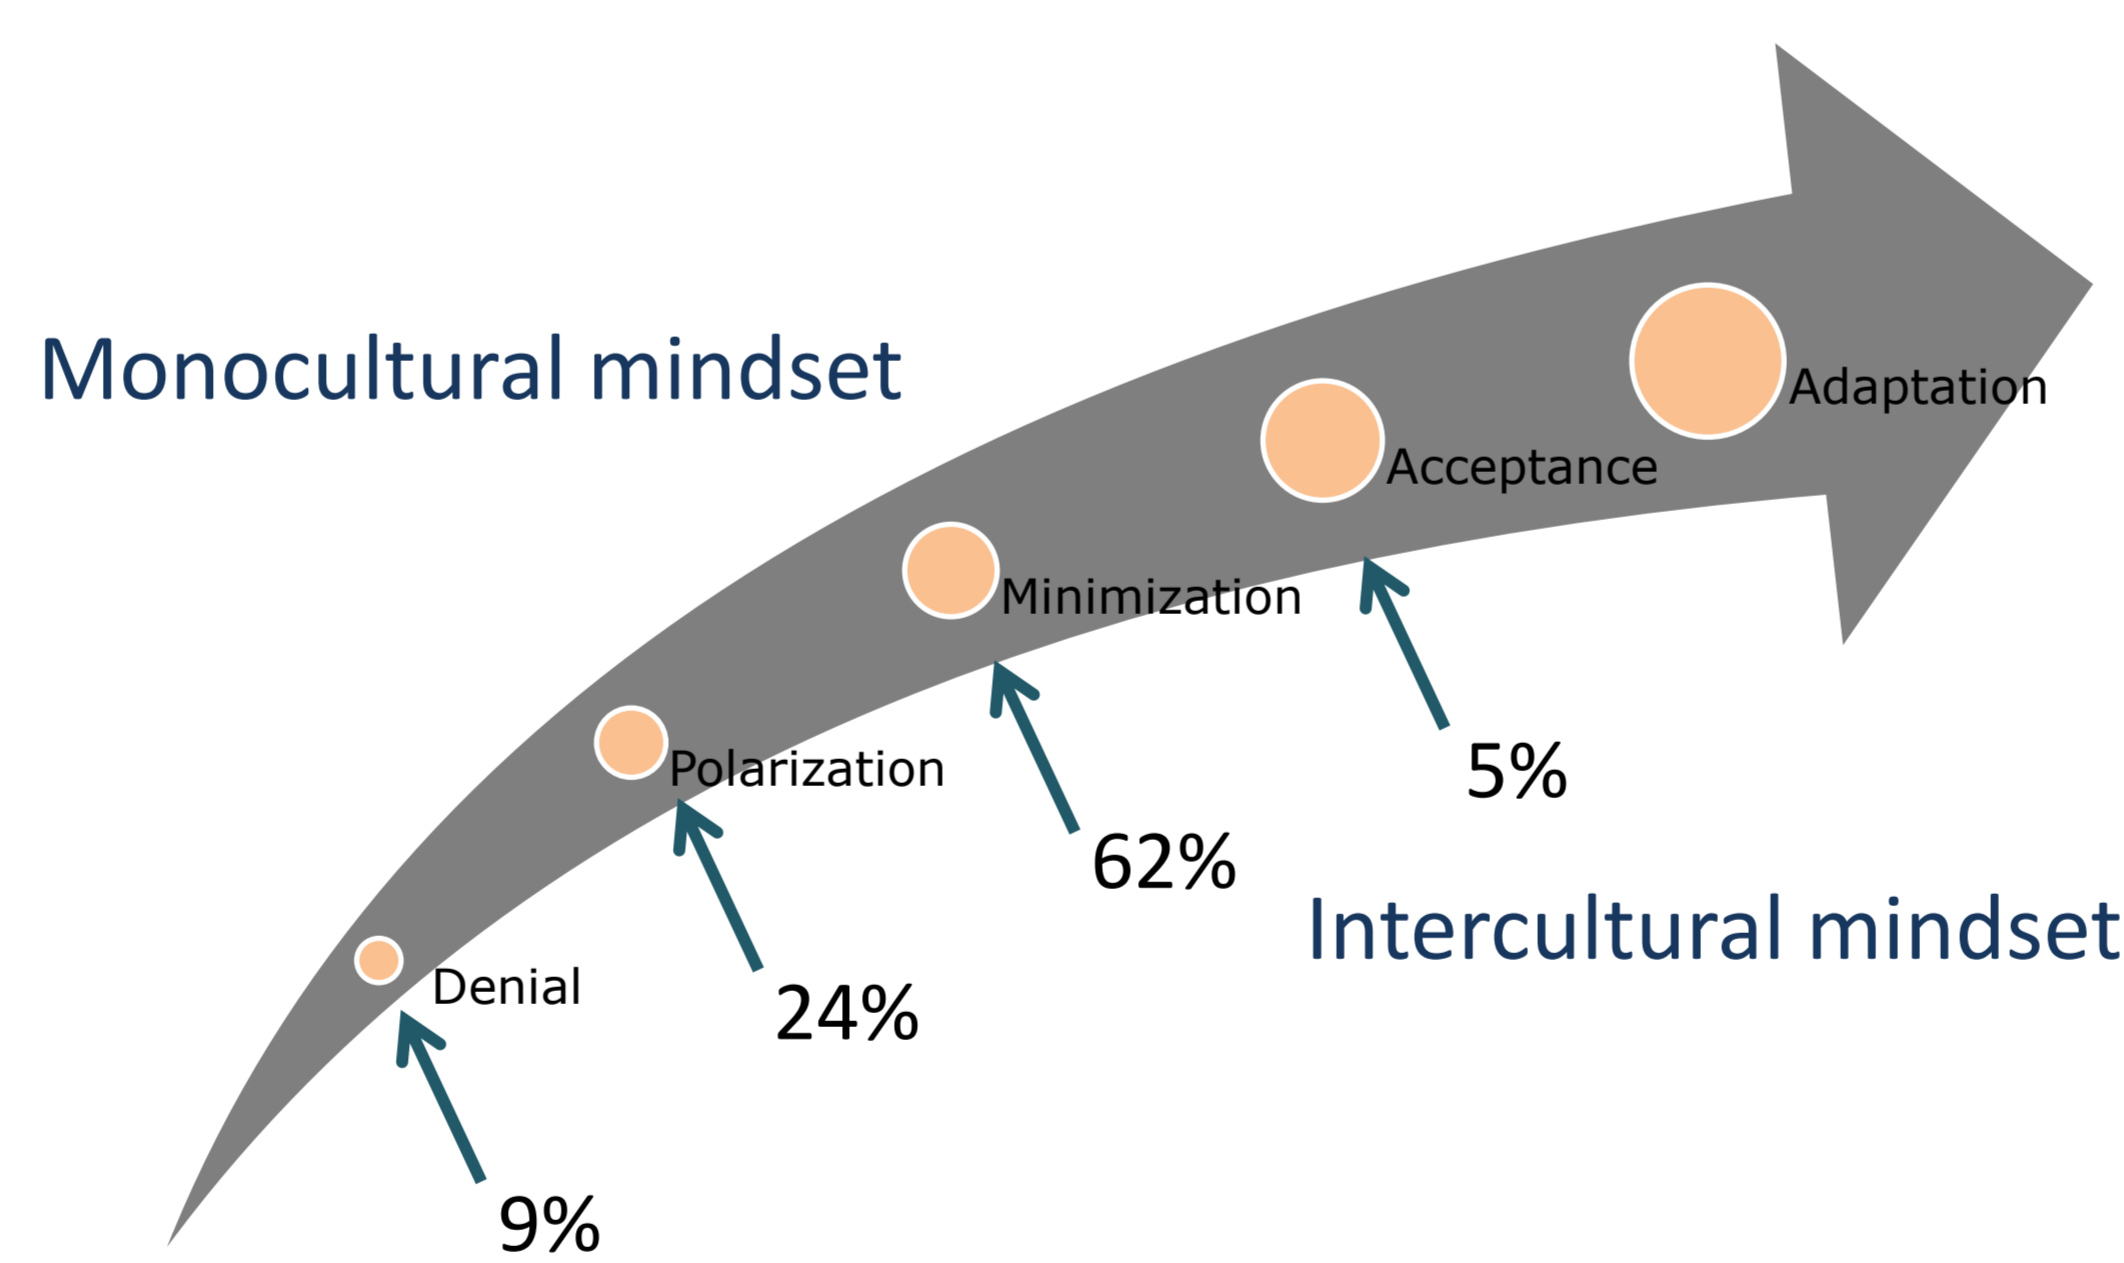 Monocultural mindset
Adaptation
Acceptance
Minimization
Polarization
Denial
5%
62%
24%
9%
Intercultural mindset